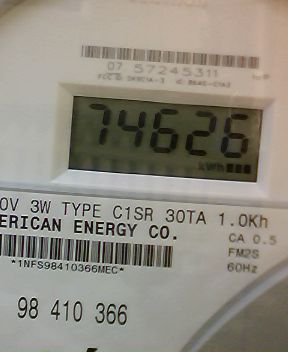 07 57245311
74626
kWh
0V 3W TYPE C1SR 30TA 1.0Kh
ERICAN ENERGY CO.
CA 0.5
FM2S
*1NFS98410366MEC*
60Hz
98 410 366